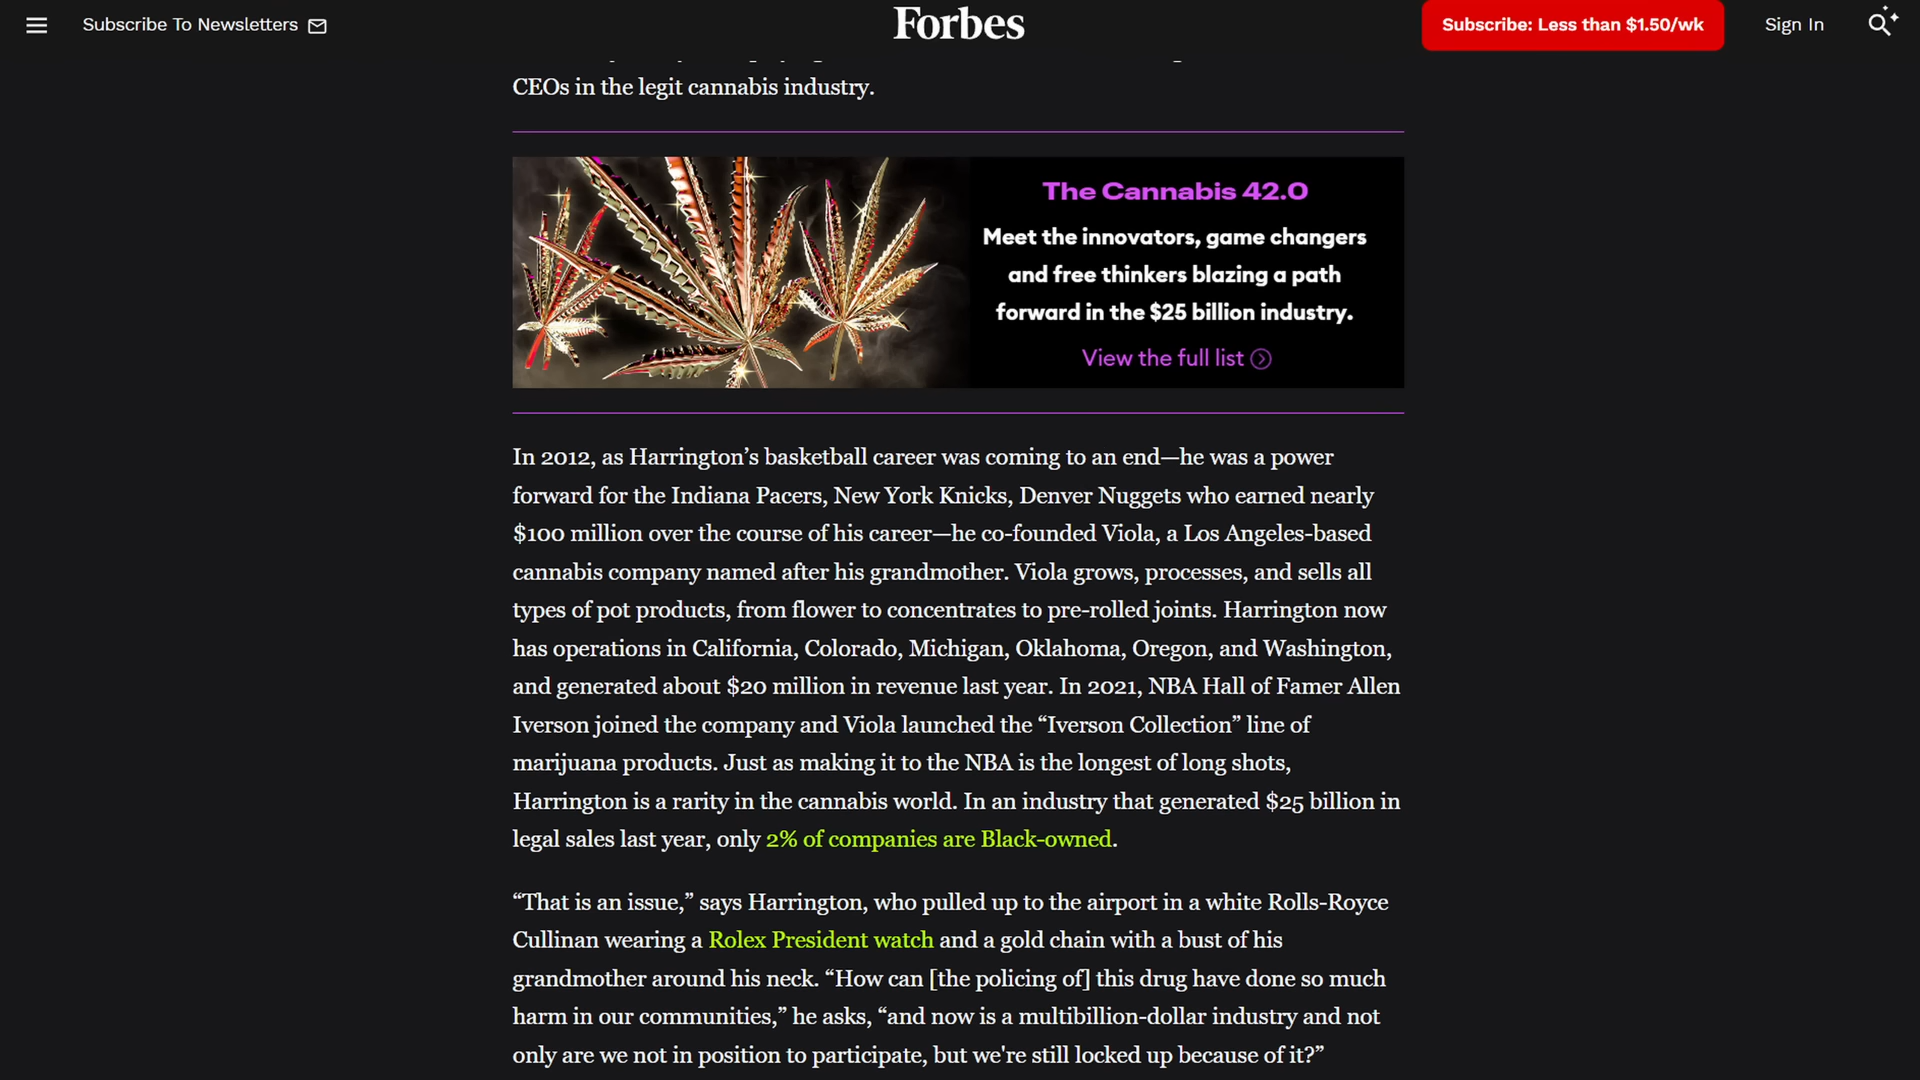 Subscribe To Newsletters
Forbes
Subscribe: Less than $1.50/wk
Sign In
CEOs in the legit cannabis industry.
The Cannabis 42.0
Meet the innovators, game changers
and free thinkers blazing a path
forward in the $25 billion industry.
View the full list
In 2012, as Harrington’s basketball career was coming to an end—he was a power
forward for the Indiana Pacers, New York Knicks, Denver Nuggets who earned nearly
$100 million over the course of his career—he co-founded Viola, a Los Angeles-based
cannabis company named after his grandmother. Viola grows, processes, and sells all
types of pot products, from flower to concentrates to pre-rolled joints. Harrington now
has operations in California, Colorado, Michigan, Oklahoma, Oregon, and Washington,
and generated about $20 million in revenue last year. In 2021, NBA Hall of Famer Allen
Iverson joined the company and Viola launched the “Iverson Collection” line of
marijuana products. Just as making it to the NBA is the longest of long shots,
Harrington is a rarity in the cannabis world. In an industry that generated $25 billion in
legal sales last year, only 2% of companies are Black-owned.
“That is an issue,” says Harrington, who pulled up to the airport in a white Rolls-Royce
Cullinan wearing a Rolex President watch and a gold chain with a bust of his
grandmother around his neck. “How can [the policing of] this drug have done so much
harm in our communities,” he asks, “and now is a multibillion-dollar industry and not
only are we not in position to participate, but we're still locked up because of it?”